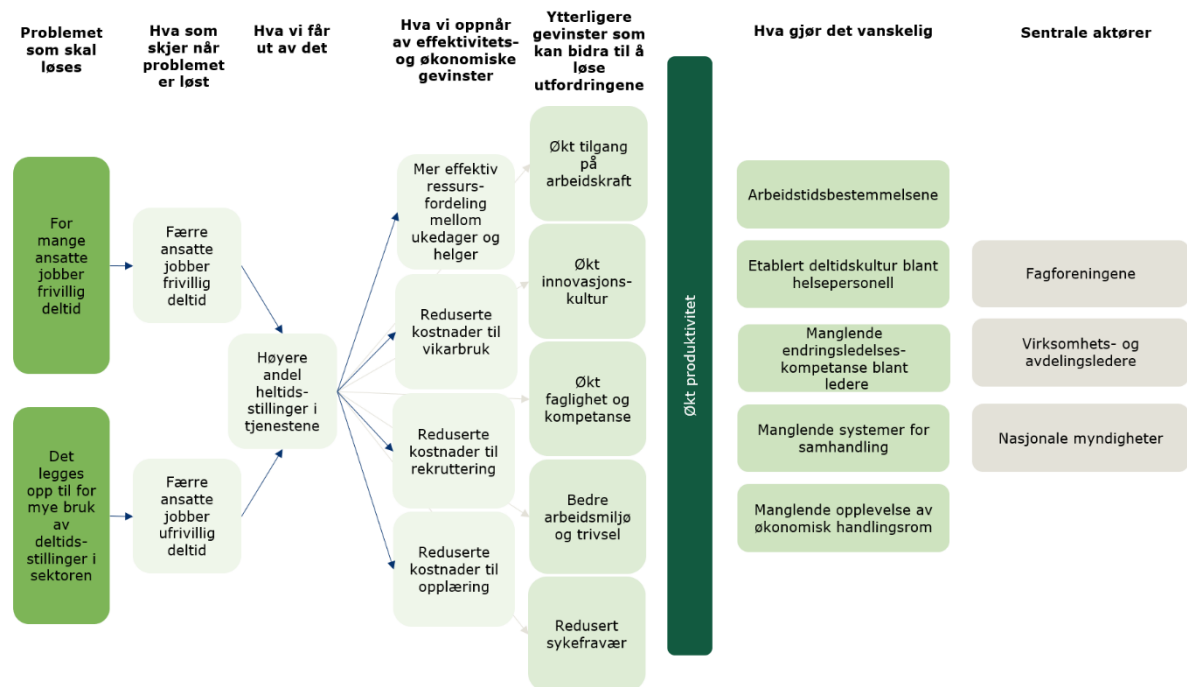 Problemet
som skal
løses
Hva som
skjer når
problemet
er løst
Hva vi får
ut av det
Hva vi oppnår
av effektivitets-
og økonomiske
gevinster
Ytterligere
gevinster som
kan bidra til å
løse
utfordringene
Hva gjør det vanskelig
Sentrale aktører
For
mange
ansatte
jobber
frivillig
deltid
Det
legges
opp til for
mye bruk
av
deltids-
stillinger i
sektoren
Færre
ansatte
jobber
frivillig
deltid
Færre
ansatte
jobber
ufrivillig
deltid
Høyere
andel
heltids-
stillinger i
tjenestene
Mer effektiv
ressurs-
fordeling
mellom
ukedager og
helger
Reduserte
kostnader til
vikarbruk
Reduserte
kostnader til
rekruttering
Reduserte
kostnader til
opplæring
Økt tilgang
på
arbeidskraft
Økt
innovasjons-
kultur
Økt
faglighet og
kompetanse
Bedre
arbeidsmiljø
og trivsel
Redusert
sykefravær
Økt produktivitet
Arbeidstidsbestemmelsene
Etablert deltidskultur blant
helsepersonell
Manglende
endringsledelses-
kompetanse blant
ledere
Manglende systemer for
samhandling
Manglende opplevelse av
økonomisk handlingsrom
Fagforeningene
Virksomhets- og
avdelingsledere
Nasjonale myndigheter